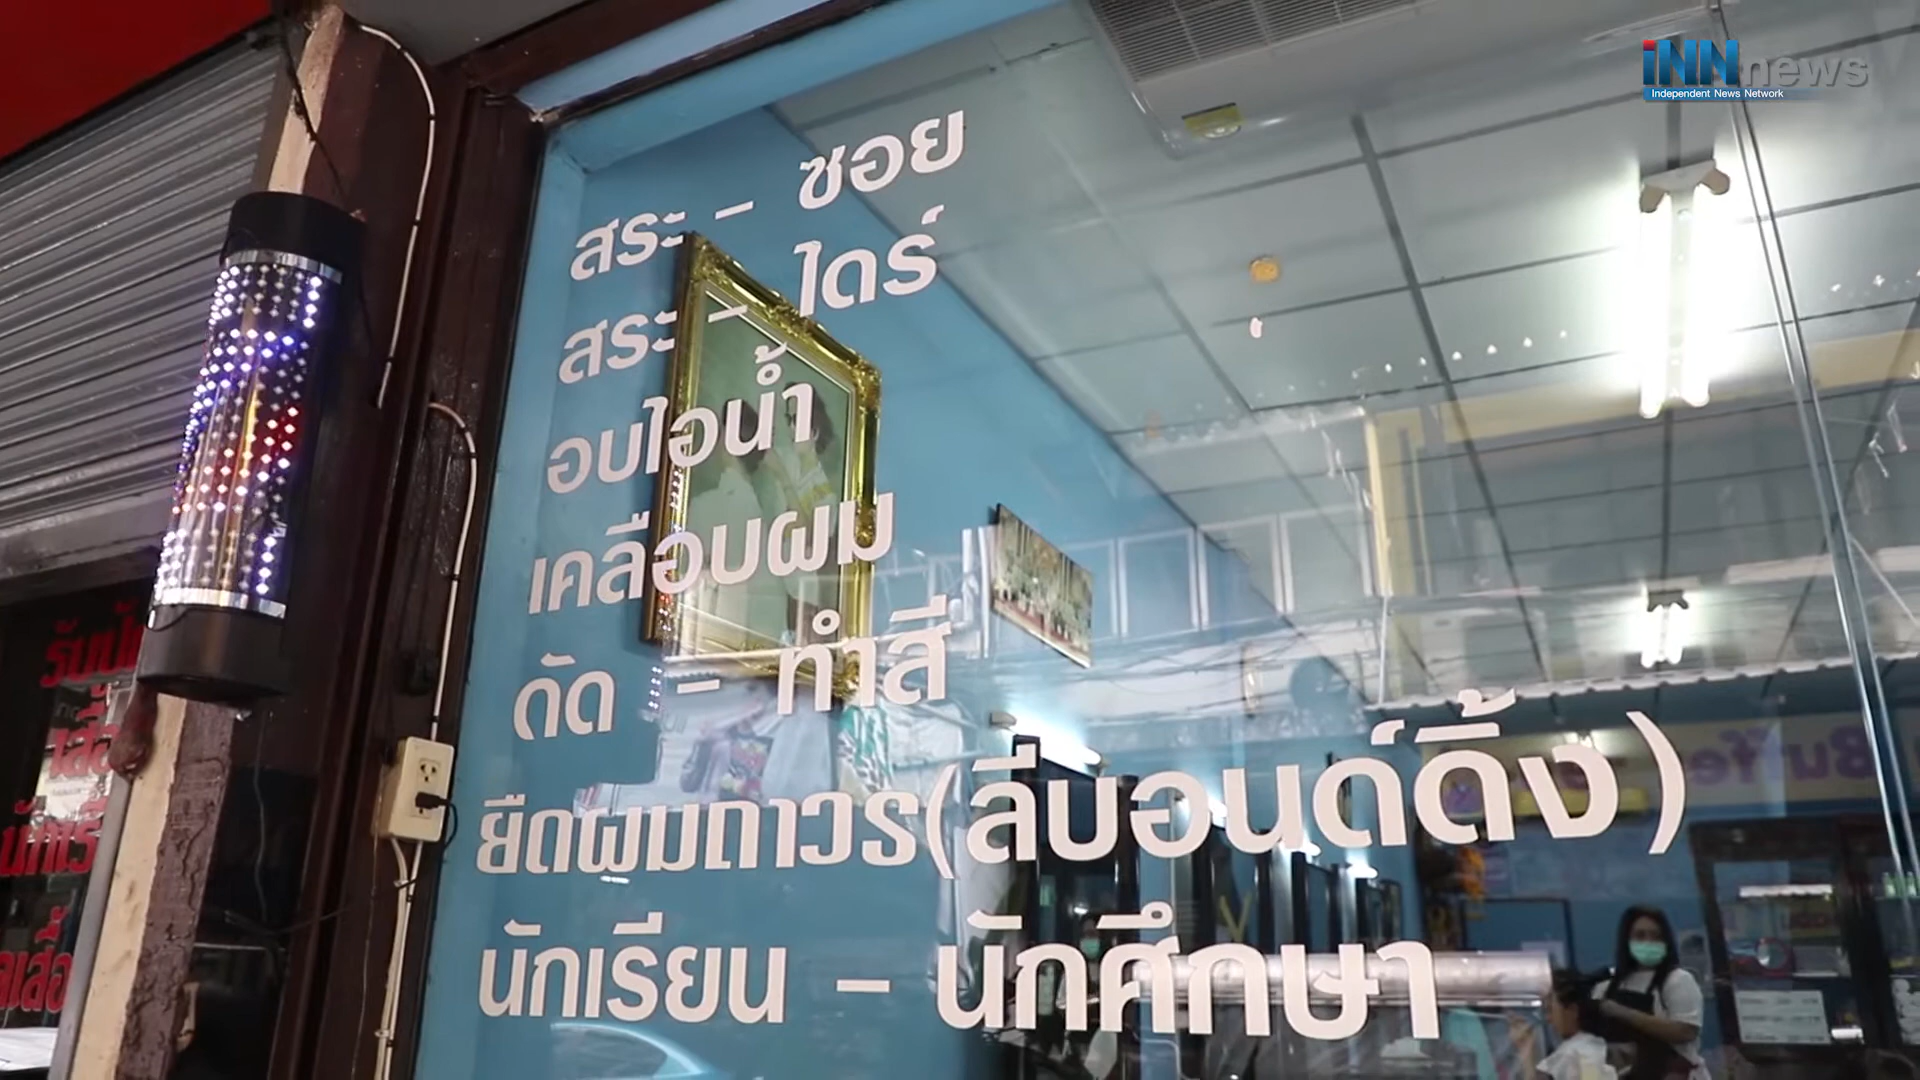 iNNnews
Independent News Network
สระ - ซอย
สระ - ไดร์
อบไอน้ำ
เคลือบผม
ดัด - ทำสี
ยืดผมถาวร(ลีบอนด์ดิ้ง)
นักเรียน - นักศึกษา